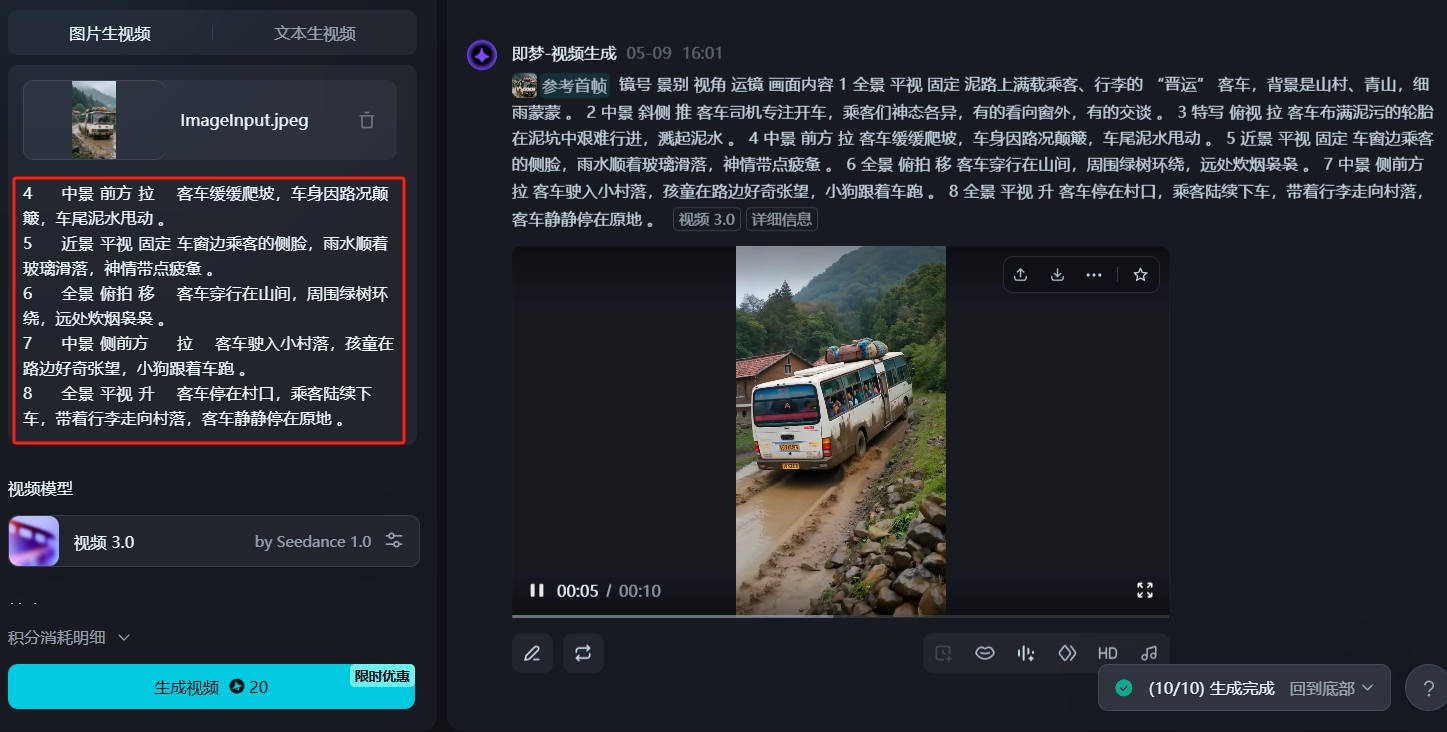 图片生视频
文本生视频
ImageInput.jpeg
4 中景 前方 拉 客车缓缓爬坡，车身因路况颠
簸，车尾泥水甩动 。
5 近景 平视 固定 车窗边乘客的侧脸，雨水顺着
玻璃滑落，神情带点疲惫 。
6 全景 俯拍 移 客车穿行在山间，周围绿树环
绕，远处炊烟袅袅 。
7 中景 侧前方 拉 客车驶入小村落，孩童在
路边好奇张望，小狗跟着车跑 。
8 全景 平视 升 客车停在村口，乘客陆续下
车，带着行李走向村落，客车静静停在原地 。
视频模型
视频 3.0
by Seedance 1.0
积分消耗明细
限时优惠
生成视频 20
即梦-视频生成 05-09 16:01
参考首帧 镜号 景别 视角 运镜 画面内容 1 全景 平视 固定 泥路上满载乘客、行李的 “晋运” 客车，背景是山村、青山，细
雨蒙蒙 。 2 中景 斜侧 推 客车司机专注开车，乘客们神态各异，有的看向窗外，有的交谈 。 3 特写 俯视 拉 客车布满泥污的轮胎
在泥坑中艰难行进，溅起泥水 。 4 中景 前方 拉 客车缓缓爬坡，车身因路况颠簸，车尾泥水甩动 。 5 近景 平视 固定 车窗边乘客
的侧脸，雨水顺着玻璃滑落，神情带点疲惫 。 6 全景 俯拍 移 客车穿行在山间，周围绿树环绕，远处炊烟袅袅 。 7 中景 侧前方
拉 客车驶入小村落，孩童在路边好奇张望，小狗跟着车跑 。 8 全景 平视 升 客车停在村口，乘客陆续下车，带着行李走向村落，
客车静静停在原地 。 视频 3.0 详细信息
00:05 / 00:10
HD
(10/10) 生成完成 回到底部
?